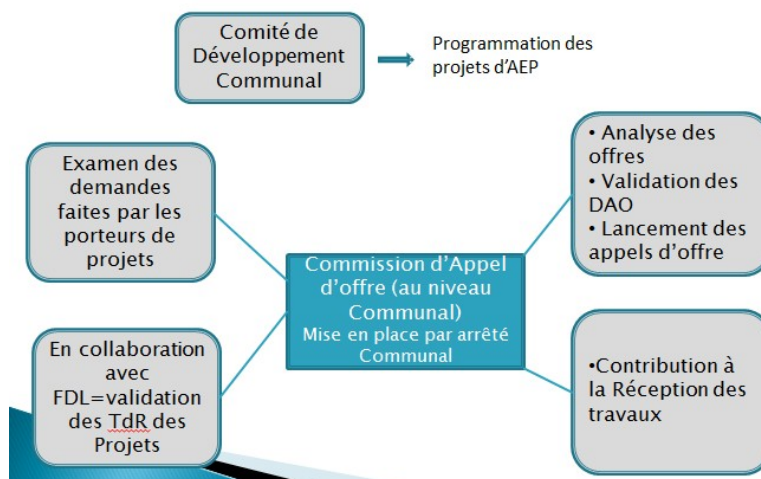 Comité de
Développement
Communal
Programmation des
projets d’AEP
Examen des
demandes
faites par les
porteurs de
projets
• Analyse des
offres
• Validation des
DAO
• Lancement des
appels d’offre
Commission d’Appel
d’offre (au niveau
Communal)
Mise en place par arrêté
Communal
En collaboration
avec
FDL=validation
des TdR des
Projets
•Contribution à
la Réception des
travaux